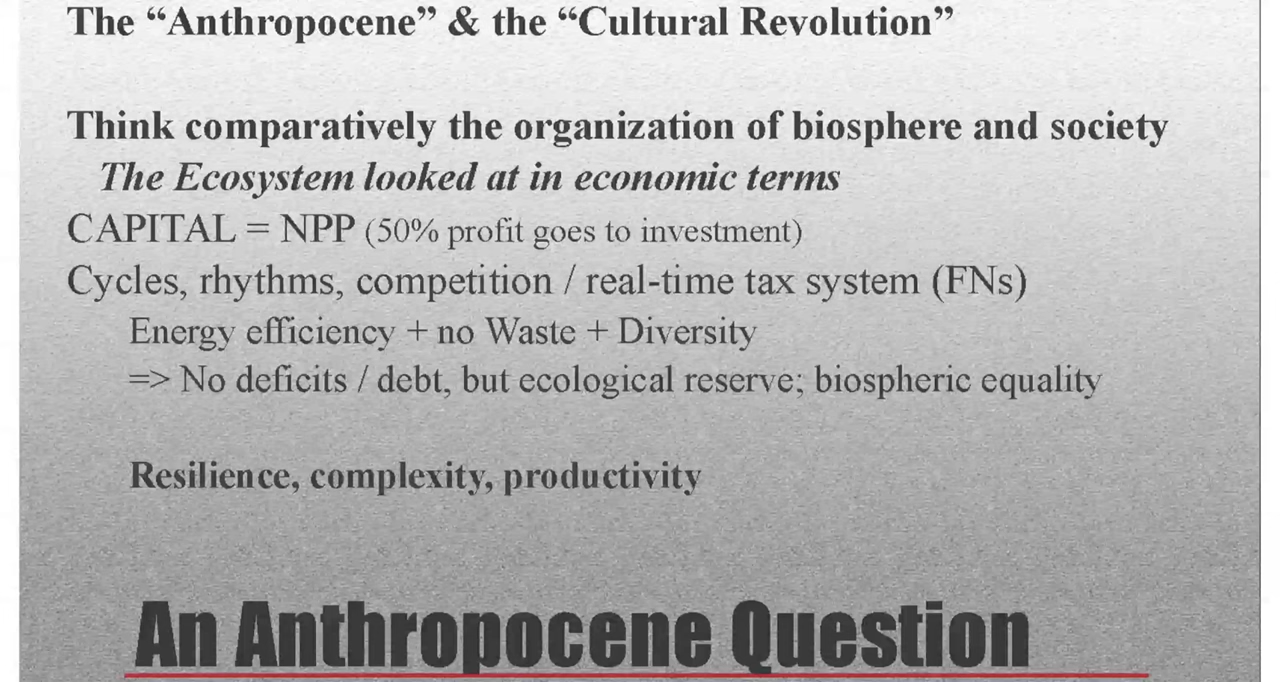 The “Anthropocene” & the “Cultural Revolution”
Think comparatively the organization of biosphere and society
The Ecosystem looked at in economic terms
CAPITAL = NPP (50% profit goes to investment)
Cycles, rhythms, competition / real-time tax system (FNs)
Energy efficiency + no Waste + Diversity
=> No deficits / debt, but ecological reserve; biospheric equality
Resilience, complexity, productivity
An Anthropocene Question